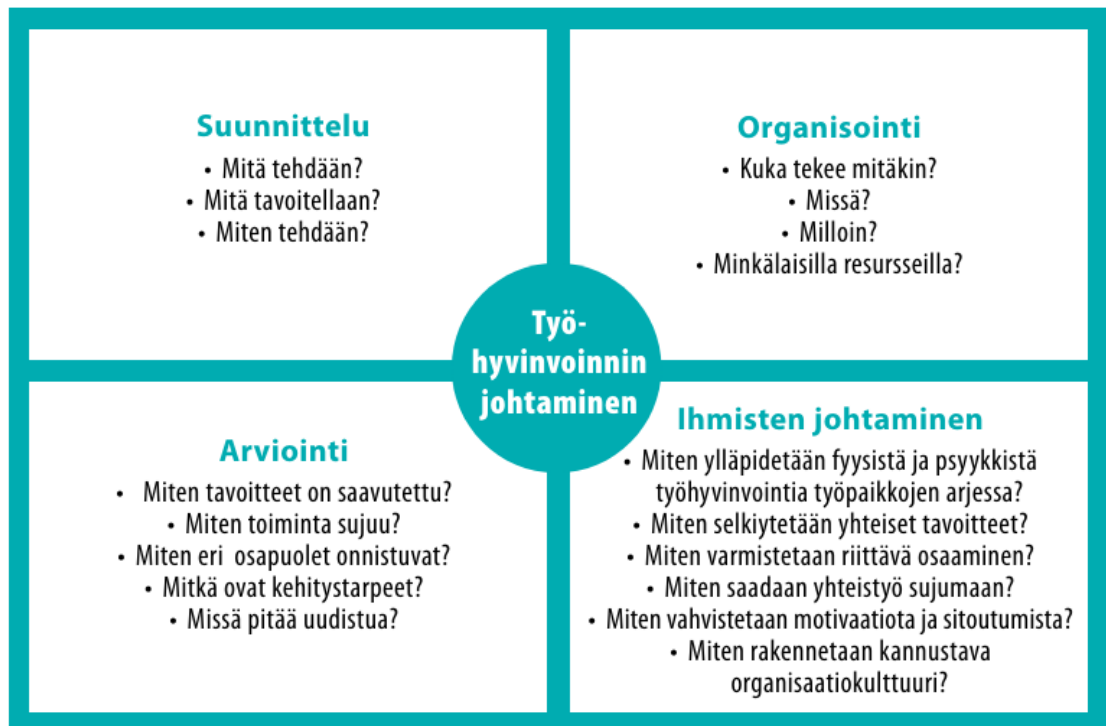 Suunnittelu
• Mitä tehdään?
• Mitä tavoitellaan?
• Miten tehdään?
Organisointi
• Kuka tekee mitäkin?
• Missä?
• Milloin?
• Minkälaisilla resursseilla?
Työ-
hyvinvoinnin
johtaminen
Arviointi
• Miten tavoitteet on saavutettu?
• Miten toiminta sujuu?
• Miten eri osapuolet onnistuvat?
• Mitkä ovat kehitystarpeet?
• Missä pitää uudistua?
Ihmisten johtaminen
• Miten ylläpidetään fyysistä ja psyykkistä
työhyvinvointia työpaikkojen arjessa?
• Miten selkiytetään yhteiset tavoitteet?
• Miten varmistetaan riittävä osaaminen?
• Miten saadaan yhteistyö sujumaan?
• Miten vahvistetaan motivaatiota ja sitoutumista?
• Miten rakennetaan kannustava
organisaatiokulttuuri?